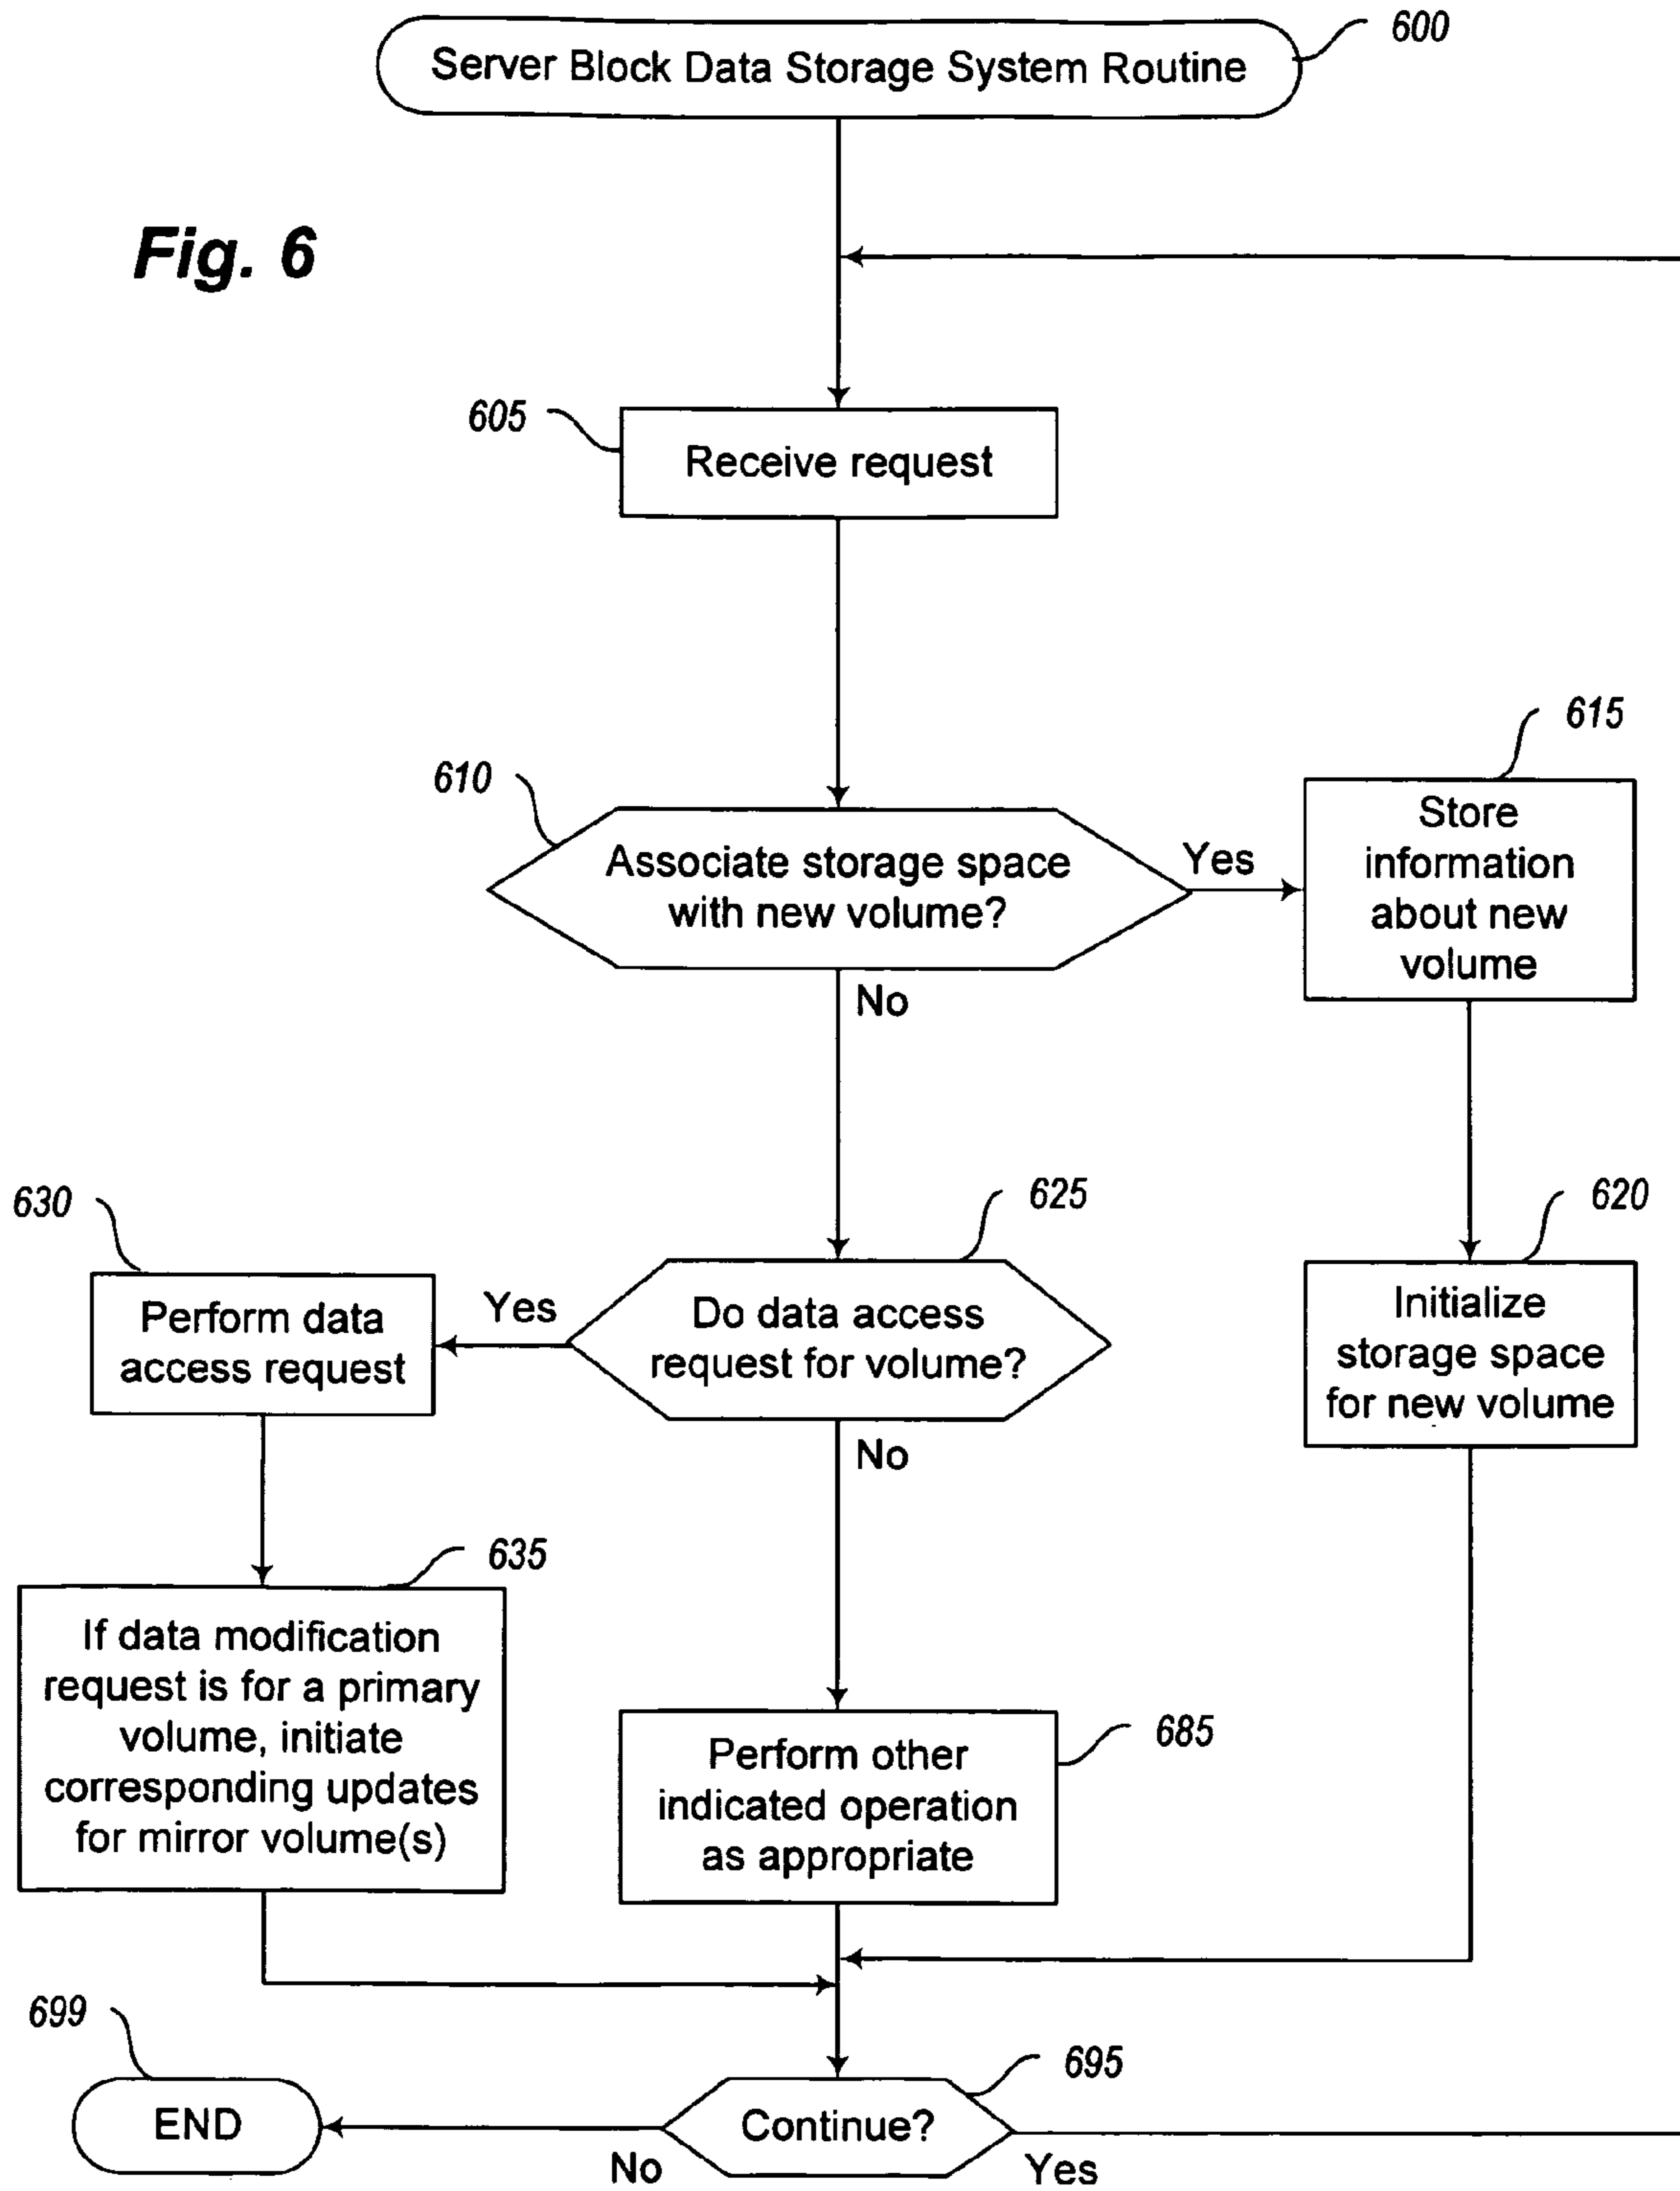 600
Server Block Data Storage System Routine
Fig. 6
605
Receive request
610
Associate storage space
with new volume?
Yes
No
615
Store
information
about new
volume
620
Initialize
storage space
for new volume
625
Do data access
request for volume?
Yes
No
630
Perform data
access request
635
If data modification
request is for a primary
volume, initiate
corresponding updates
for mirror volume(s)
685
Perform other
indicated operation
as appropriate
695
Continue?
No
Yes
699
END